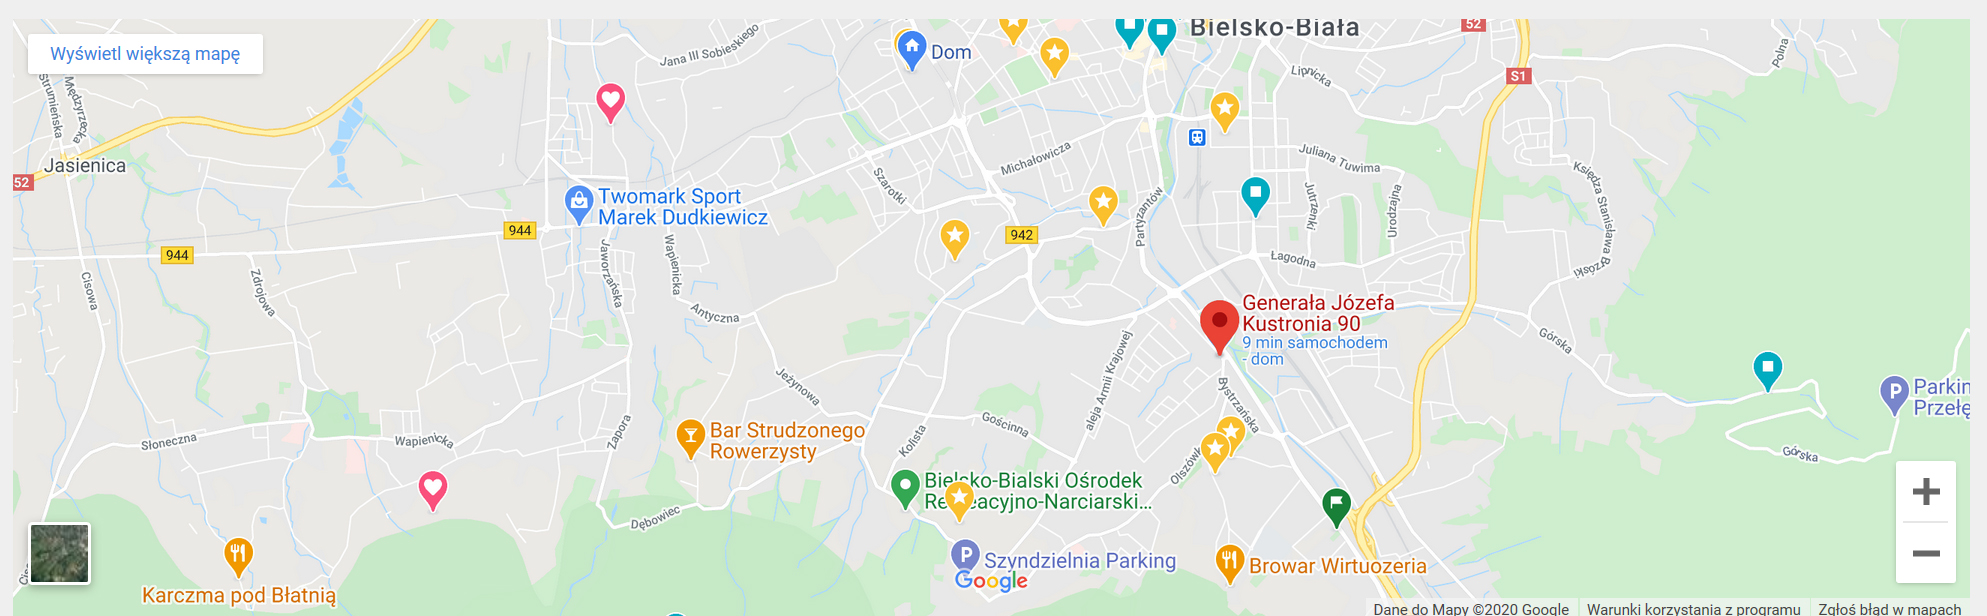 Bielsko-Biała
52
Wyświetl większą mapę
Dom
Jana III Sobieskiego
Polna
Lipnicka
S1
Strumieńska
Międzyrzecka
Jasienica
52
Michałowicza
Juliana Tuwima
Szarotki
Jutrzenki
Urodzajna
Księdza Stanisława Brzóski
Twomark Sport
Marek Dudkiewicz
Partyzantów
944
942
944
Wapienicka
Jaworzańska
Łagodna
Cisowa
Zdrojowa
Antyczna
Generała Józefa
Kustronia 90
9 min samochodem
- dom
Górska
aleja Armii Krajowej
Jeżynowa
Bystrzańska
Parkin
Przełę
Gościnna
Zapora
Kolista
Słoneczna
Wapienicka
Bar Strudzonego
Rowerzysty
Górska
Olszówka
Bielsko-Bialski Ośrodek
Rekreacyjno-Narciarski...
Dębowiec
Szyndzielnia Parking
Google
Browar Wirtuozeria
Karczma pod Błatnią
Dane do Mapy ©2020 Google
Warunki korzystania z programu
Zgłoś błąd w mapach